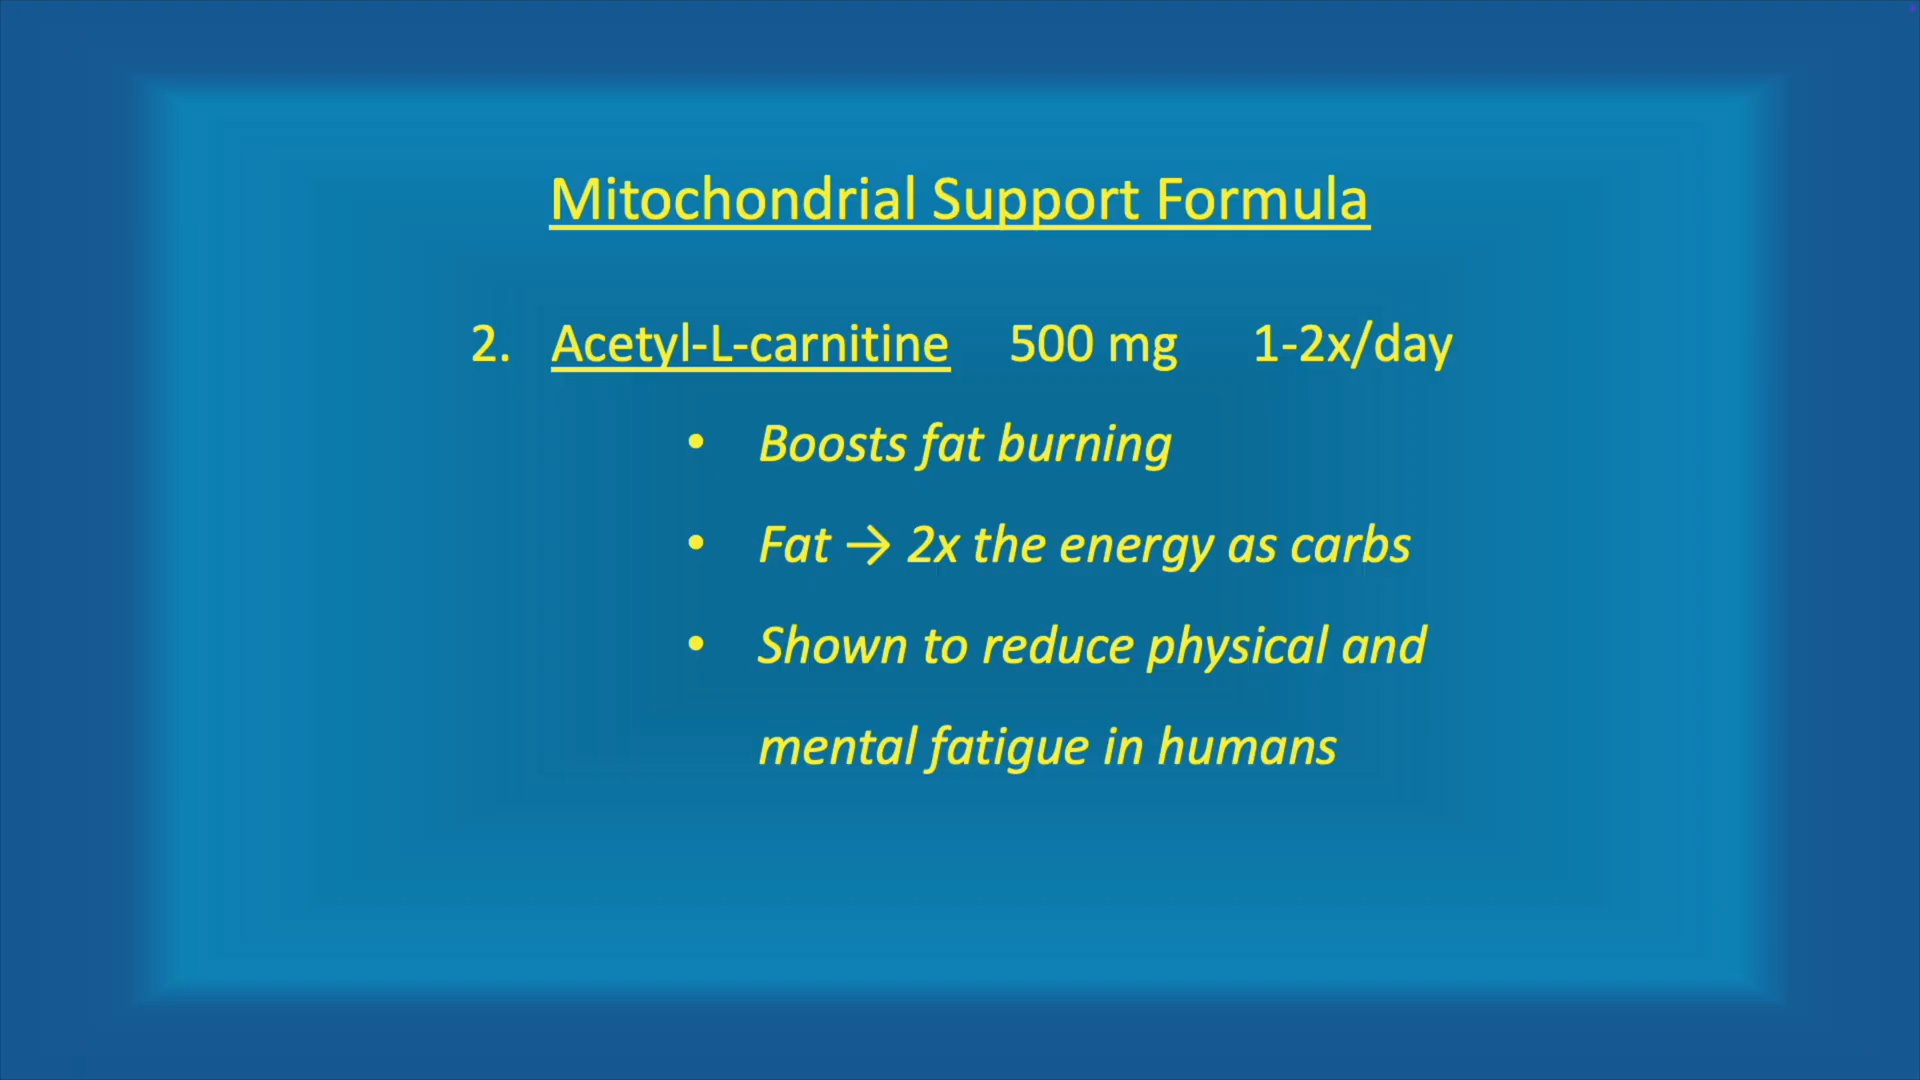 Mitochondrial Support Formula
2. Acetyl-L-carnitine 500 mg 1-2x/day
• Boosts fat burning
• Fat → 2x the energy as carbs
• Shown to reduce physical and
mental fatigue in humans